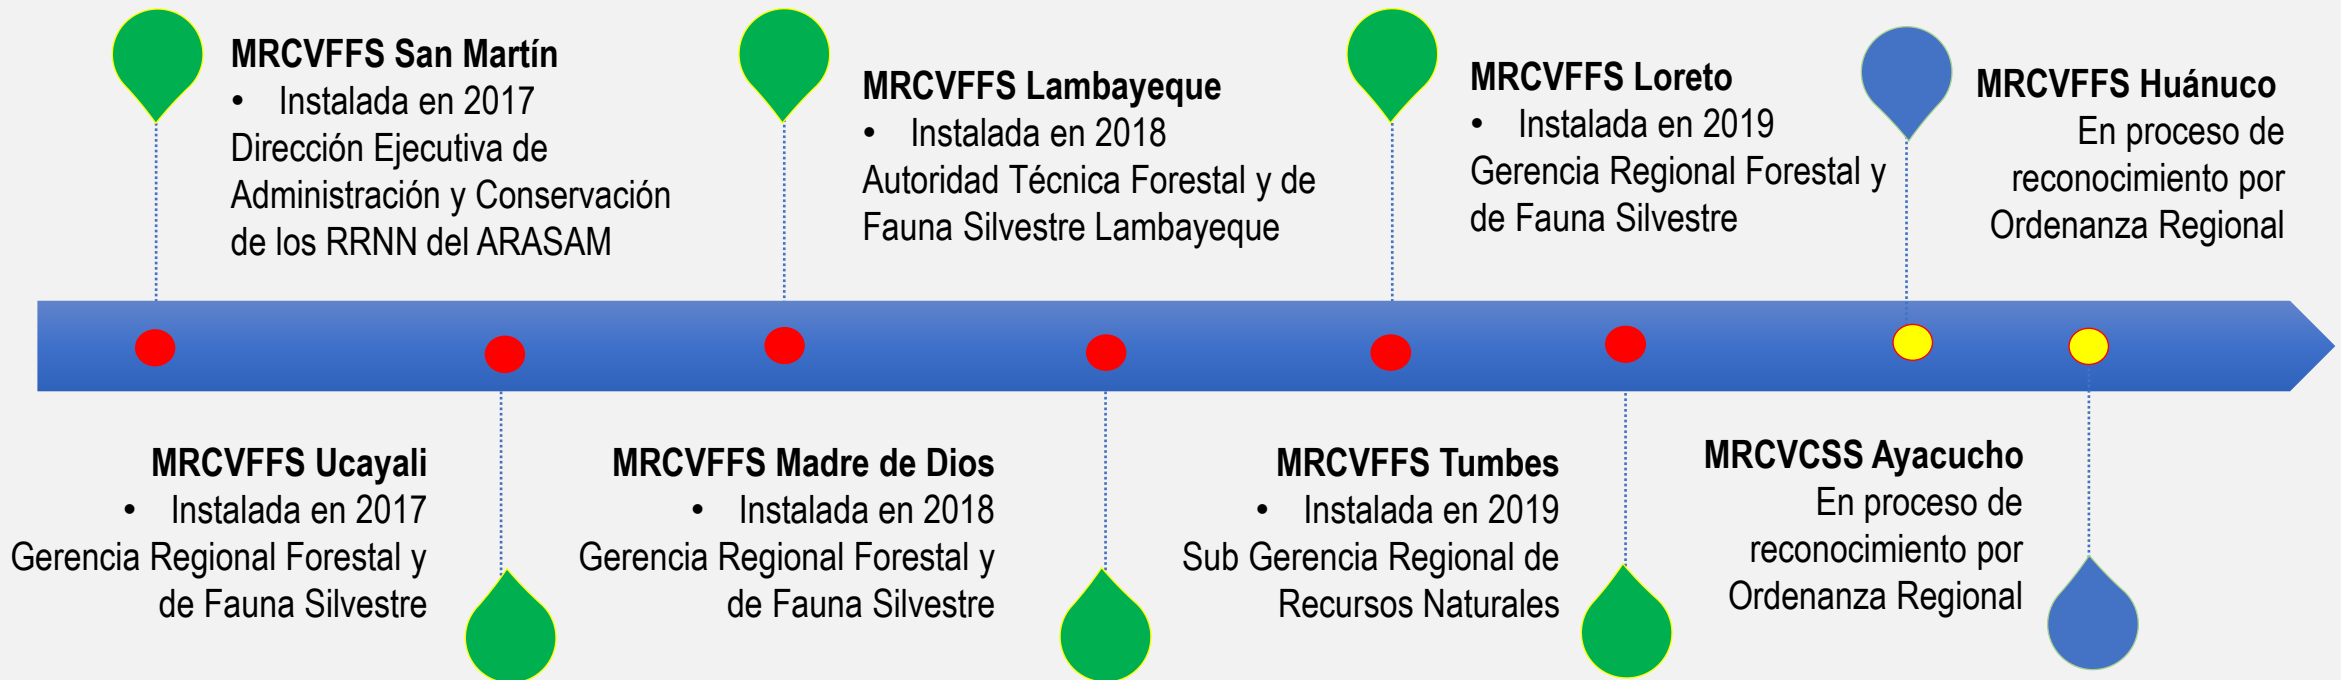 MRCVFFS San Martín
• Instalada en 2017
Dirección Ejecutiva de
Administración y Conservación
de los RRNN del ARASAM
MRCVFFS Lambayeque
• Instalada en 2018
Autoridad Técnica Forestal y de
Fauna Silvestre Lambayeque
MRCVFFS Loreto
• Instalada en 2019
Gerencia Regional Forestal y
de Fauna Silvestre
MRCVFFS Huánuco
En proceso de
reconocimiento por
Ordenanza Regional
MRCVFFS Ucayali
• Instalada en 2017
Gerencia Regional Forestal y
de Fauna Silvestre
MRCVFFS Madre de Dios
• Instalada en 2018
Gerencia Regional Forestal y
de Fauna Silvestre
MRCVFFS Tumbes
• Instalada en 2019
Sub Gerencia Regional de
Recursos Naturales
MRCVCSS Ayacucho
En proceso de
reconocimiento por
Ordenanza Regional